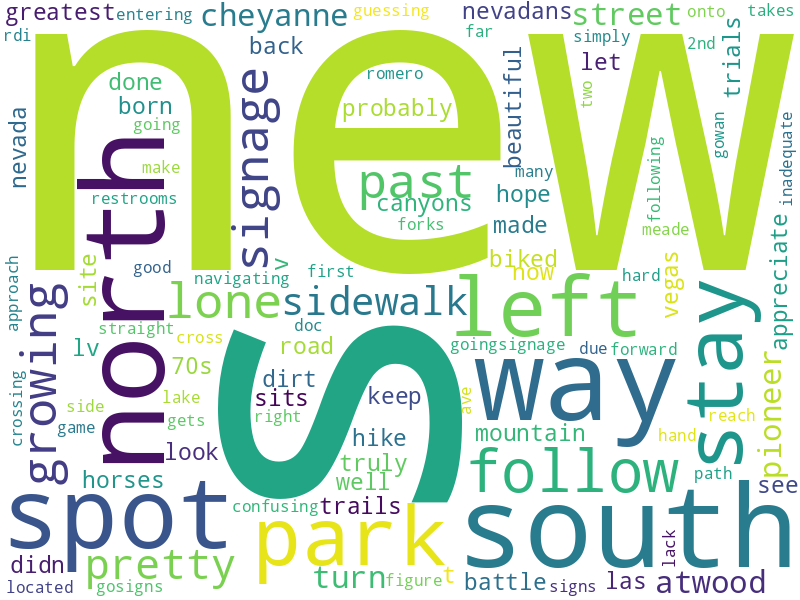 greatest
entering
cheyanne
guessing
nevadans
street
onto
takes
rdi
new
back
far
simply
2nd
trials
let
romero
done
born
going
probably
beautiful
two
nevada
north
signage
make
past
canyons
forks
restrooms
many
hope
made
following
gowan
meade
inadequate
approach
site
good
v
navigating
first
biked
now
hard
vegas
appreciate
growing
lone
sidewalk
left
stay
straight
cross
doc
lv
road
goingsignage
due
forward
70s
s
way
pioneer
dirt
sits
keep
ave
crossing
side
lake
game
gets
right
look
hike
mountain
reach
hand
truly
well
horses
follow
path
see
spot
confusing
trails
park
south
lack
didn
pretty
turn
figure
t
battle
signs
las
atwood
located
gosigns